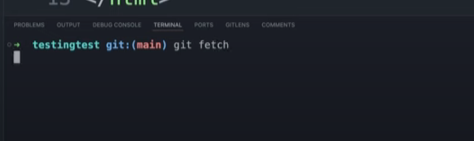 PROBLEMS OUTPUT DEBUG CONSOLE TERMINAL PORTS GITLENS COMMENTS
➜ testingtest git:(main) git fetch